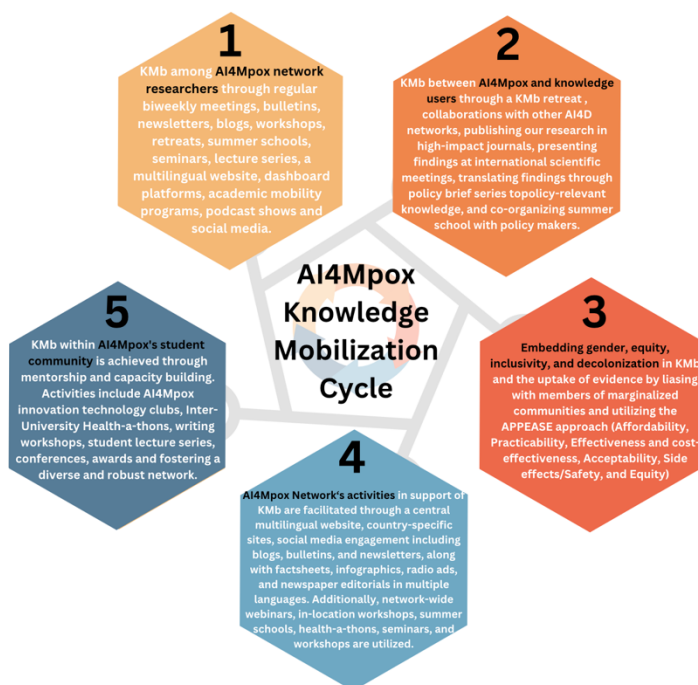 1
KMb among AI4Mpox network
researchers through regular
biweekly meetings, bulletins,
newsletters, blogs, workshops,
retreats, summer schools,
seminars, lecture series, a
multilingual website, dashboard
platforms, academic mobility
programs, podcast shows and
social media.
2
KMb between AI4Mpox and knowledge
users through a KMb retreat ,
collaborations with other AI4D
networks, publishing our research in
high-impact journals, presenting
findings at international scientific
meetings, translating findings through
policy brief series topolicy-relevant
knowledge, and co-organizing summer
school with policy makers.
AI4Mpox
Knowledge
Mobilization
Cycle
3
Embedding gender, equity,
inclusivity, and decolonization in KMb
and the uptake of evidence by liasing
with members of marginalized
communities and utilizing the
APPEASE approach (Affordability,
Practicability, Effectiveness and cost-
effectiveness, Acceptability, Side
effects/Safety, and Equity)
4
AI4Mpox Network's activities in support of
KMb are facilitated through a central
multilingual website, country-specific
sites, social media engagement including
blogs, bulletins, and newsletters, along
with factsheets, infographics, radio ads,
and newspaper editorials in multiple
languages. Additionally, network-wide
webinars, in-location workshops, summer
schools, health-a-thons, seminars, and
workshops are utilized.
5
KMb within AI4Mpox's student
community is achieved through
mentorship and capacity building.
Activities include AI4Mpox
innovation technology clubs, Inter-
University Health-a-thons, writing
workshops, student lecture series,
conferences, awards and fostering a
diverse and robust network.